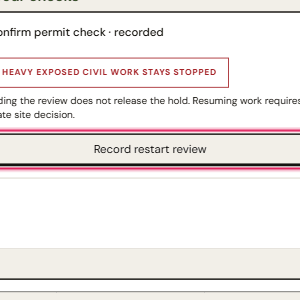 onfirm permit check · recorded
HEAVY EXPOSED CIVIL WORK STAYS STOPPED
ding the review does not release the hold. Resuming work requires
ate site decision.
Record restart review